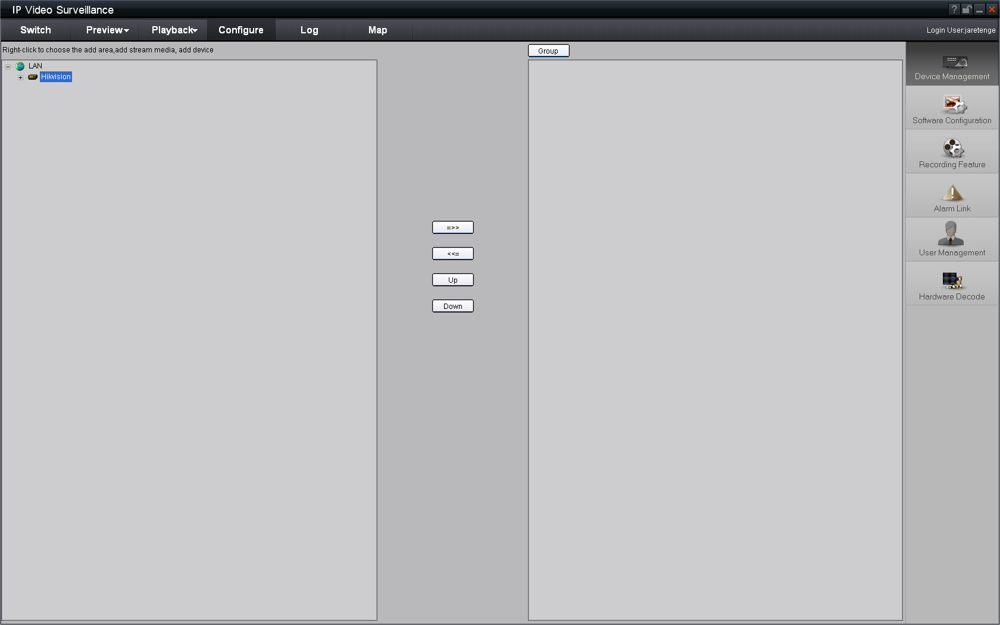 IP Video Surveillance
Switch Preview Playback Configure Log Map Login User:jaretenge
Right-click to choose the add area,add stream media, add device
Group
LAN
Hikvision
=>>
<<=
Up
Down
Device Management
Software Configuration
Recording Feature
Alarm Link
User Management
Hardware Decode